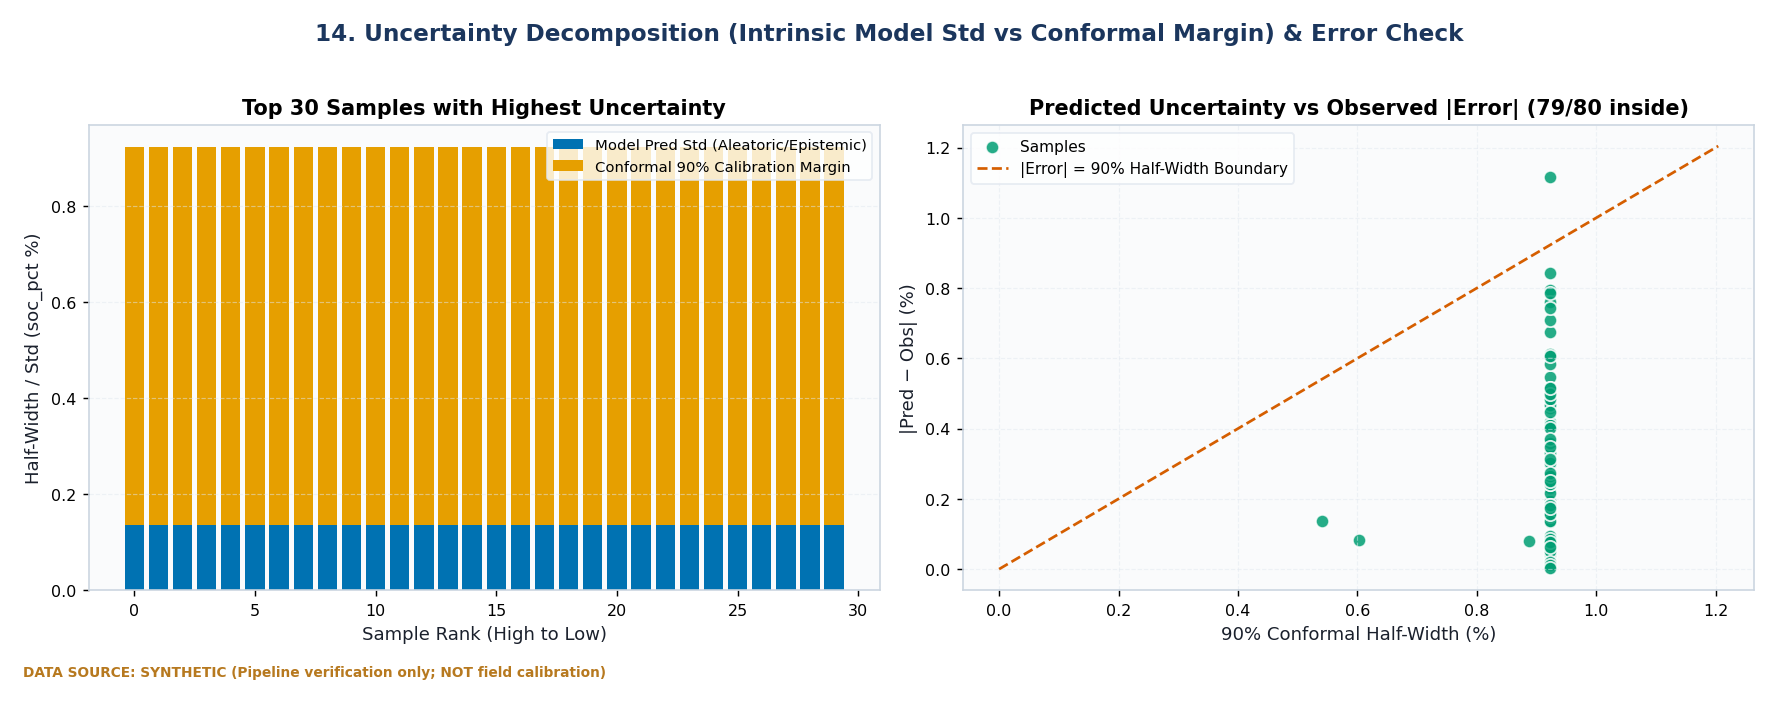 14. Uncertainty Decomposition (Intrinsic Model Std vs Conformal Margin) & Error Check
Top 30 Samples with Highest Uncertainty
Model Pred Std (Aleatoric/Epistemic)
Conformal 90% Calibration Margin
Half-Width / Std (soc_pct %)
0.8
0.6
0.4
0.2
0.0
0 5 10 15 20 25 30
Sample Rank (High to Low)
Predicted Uncertainty vs Observed |Error| (79/80 inside)
Samples
|Error| = 90% Half-Width Boundary
|Pred − Obs| (%)
1.2
1.0
0.8
0.6
0.4
0.2
0.0
0.0 0.2 0.4 0.6 0.8 1.0 1.2
90% Conformal Half-Width (%)
DATA SOURCE: SYNTHETIC (Pipeline verification only; NOT field calibration)